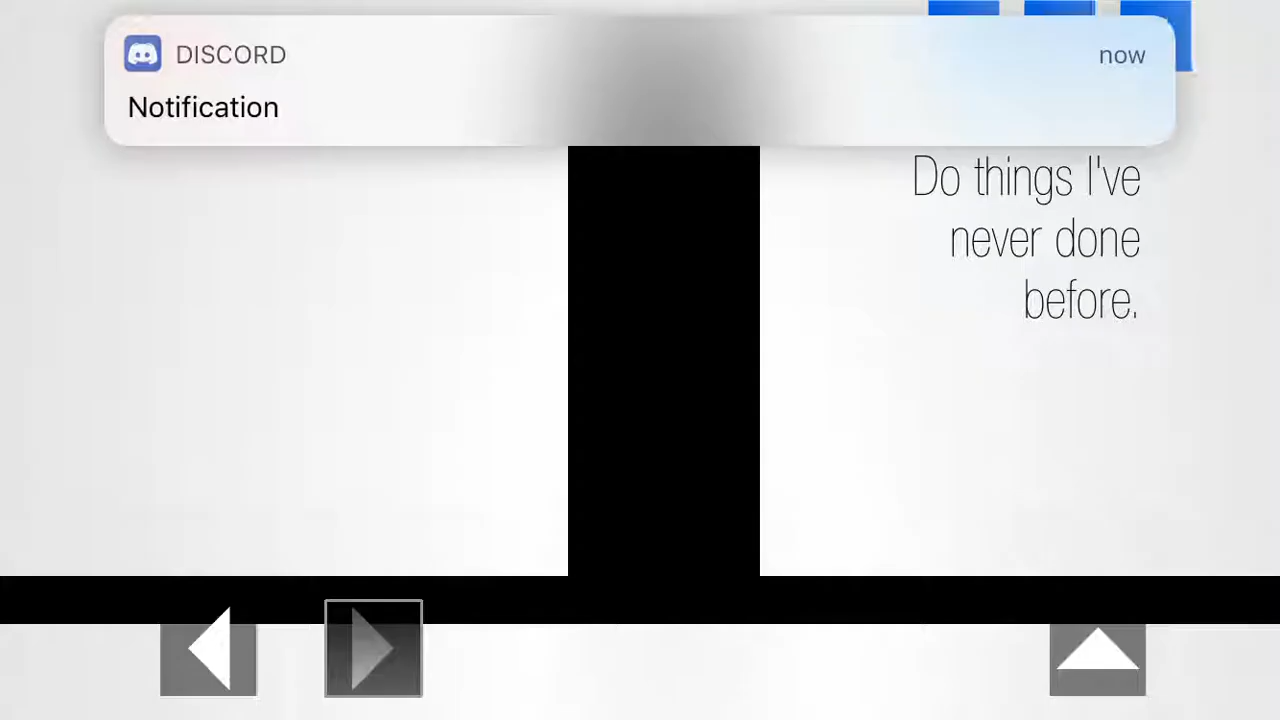 DISCORD
now
Notification
Do things I've
never done
before.